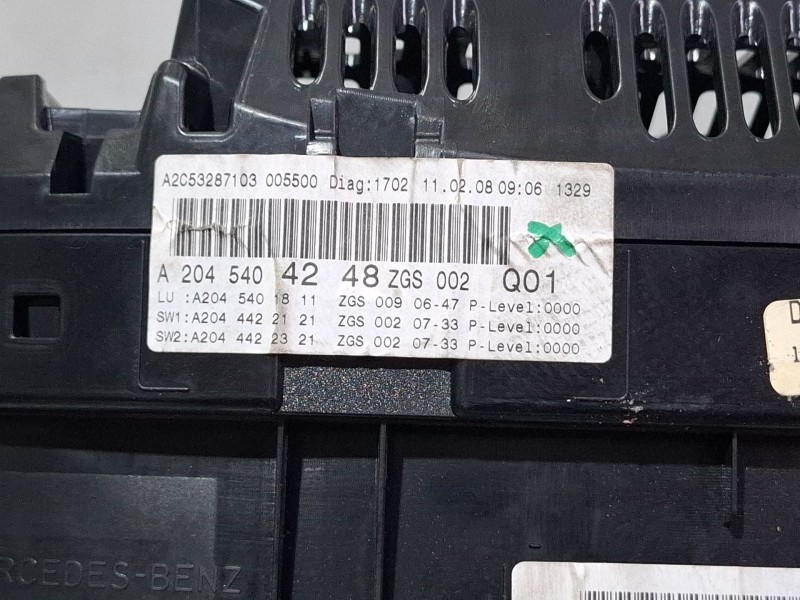 A2C53287103 005500 Diag:1702 11.02.08 09:06 1329
A 204 540 42 48 ZGS 002 Q01
LU :A204 540 18 11 ZGS 009 06-47 P-Level:0000
SW1:A204 442 21 21 ZGS 002 07-33 P-Level:0000
SW2:A204 442 23 21 ZGS 002 07-33 P-Level:0000
D
1
RCEDES-BENZ